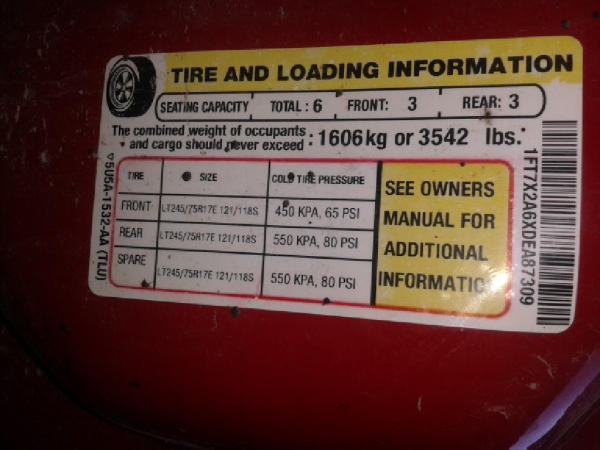 TIRE AND LOADING INFORMATION
SEATING CAPACITY TOTAL : 6 FRONT: 3 REAR: 3
The combined weight of occupants and cargo should never exceed : 1606kg or 3542 lbs.
TIRE SIZE COLD TIRE PRESSURE
FRONT LT245/75R17E 121/118S 450 KPA, 65 PSI
REAR LT245/75R17E 121/118S 550 KPA, 80 PSI
SPARE LT245/75R17E 121/118S 550 KPA, 80 PSI
SEE OWNERS
MANUAL FOR
ADDITIONAL
INFORMATIC
5U5A-1532-AA (TLU)
1FT7X2A6XDEA87309